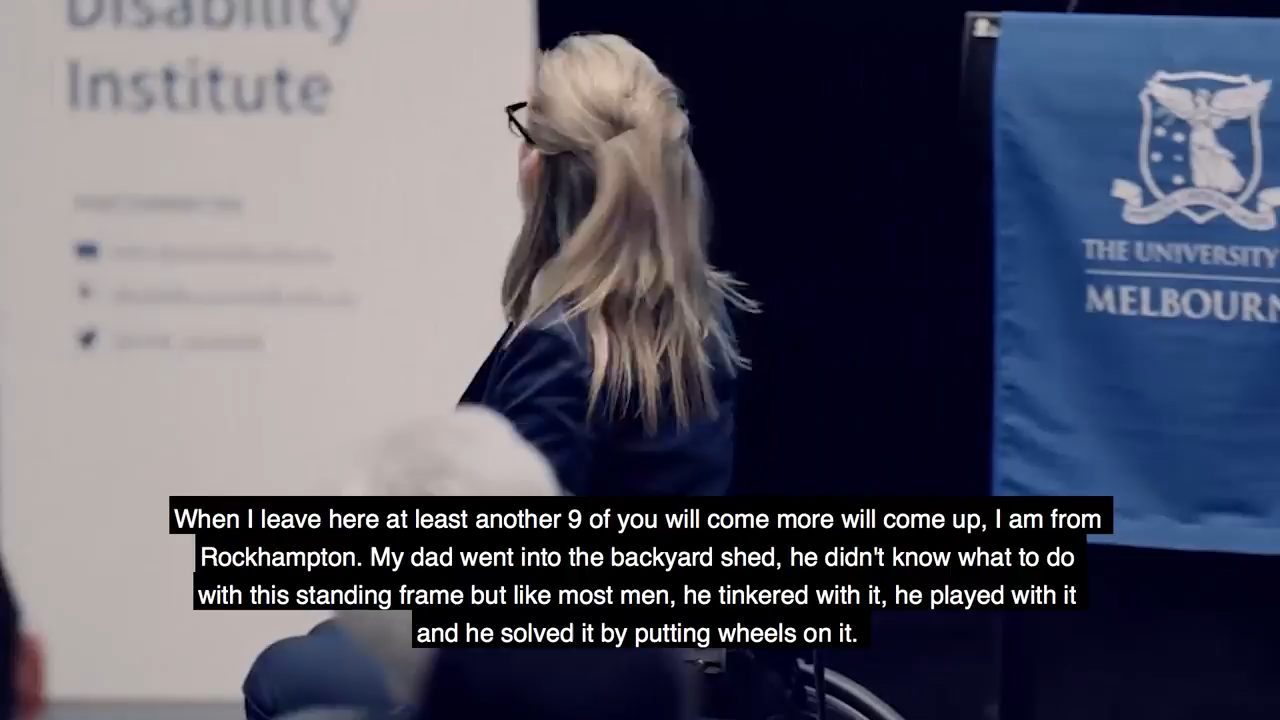 Disability
Institute
THE UNIVERSITY
MELBOURN
When I leave here at least another 9 of you will come more will come up, I am from
Rockhampton. My dad went into the backyard shed, he didn't know what to do
with this standing frame but like most men, he tinkered with it, he played with it
and he solved it by putting wheels on it.